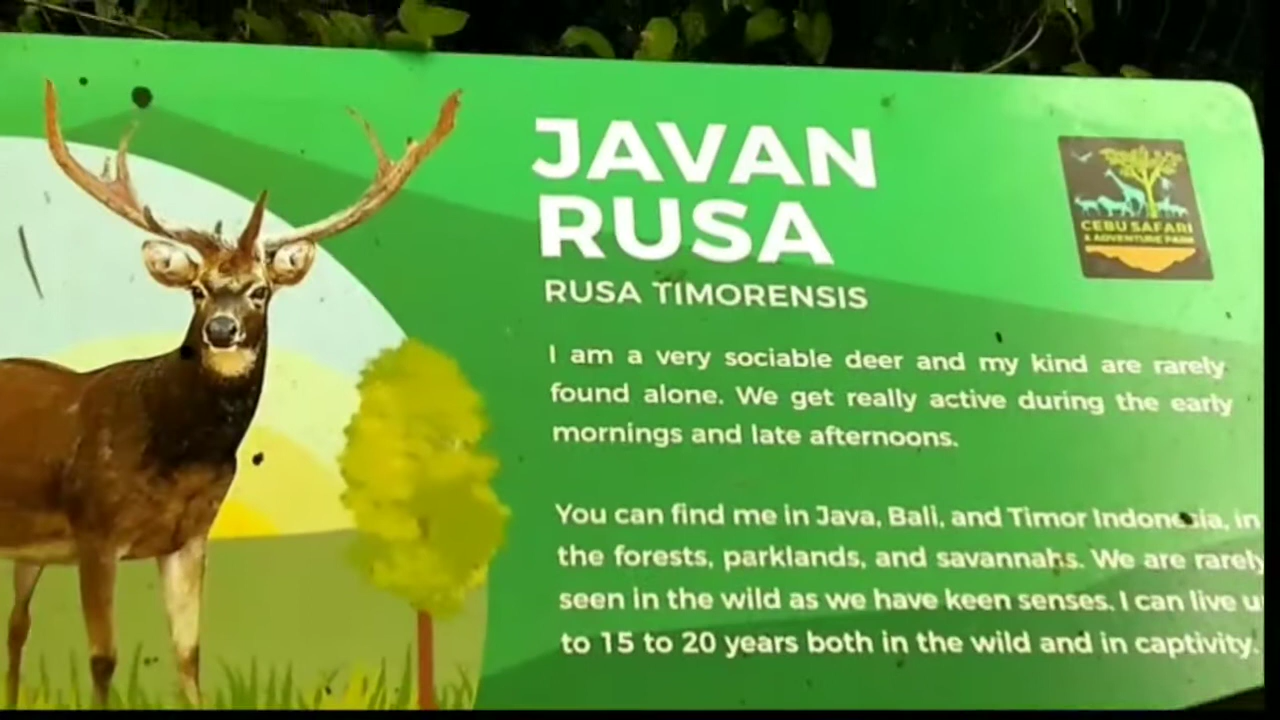 JAVAN
RUSA
RUSA TIMORENSIS
CEBU SAFARI
& ADVENTURE PARK
I am a very sociable deer and my kind are rarely
found alone. We get really active during the early
mornings and late afternoons.
You can find me in Java, Bali, and Timor Indonesia, in
the forests, parklands, and savannahs. We are rarely
seen in the wild as we have keen senses. I can live u
to 15 to 20 years both in the wild and in captivity.